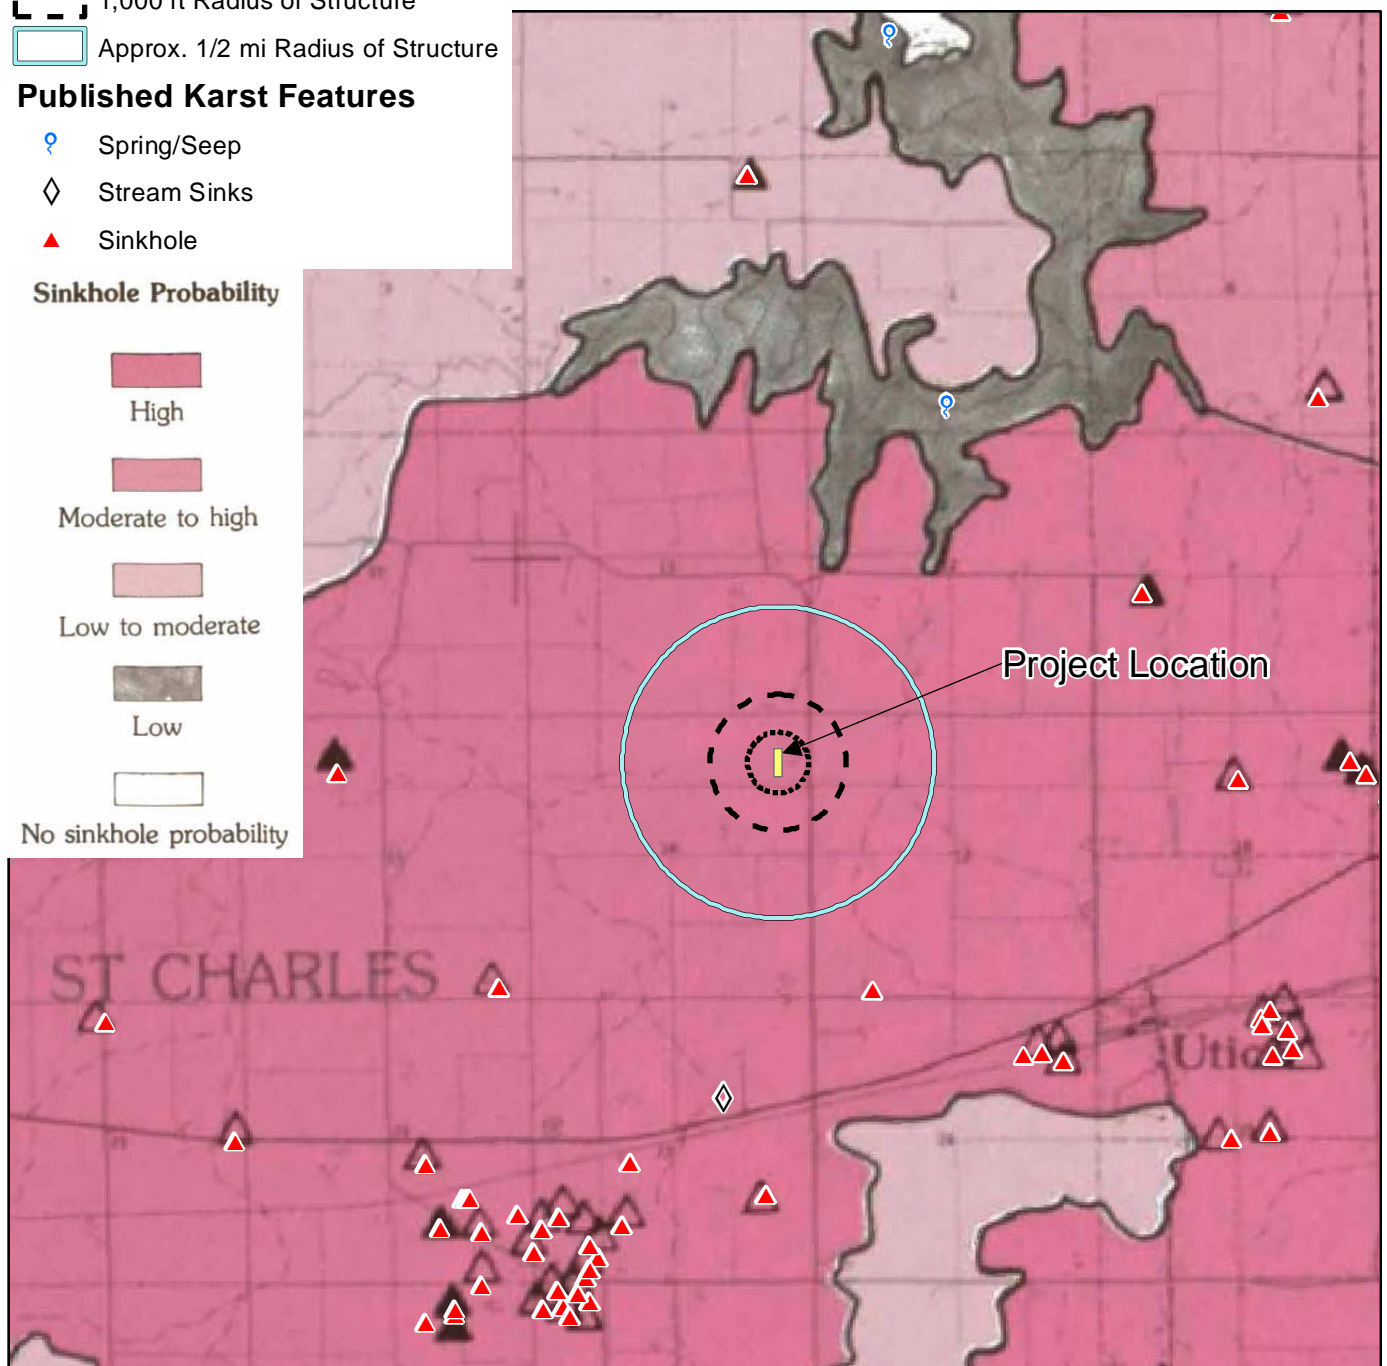 1,000 ft Radius of Structure
Approx. 1/2 mi Radius of Structure
Published Karst Features
Spring/Seep
Stream Sinks
Sinkhole
Sinkhole Probability
High
Moderate to high
Low to moderate
Low
No sinkhole probability
Project Location
ST CHARLES
Utica